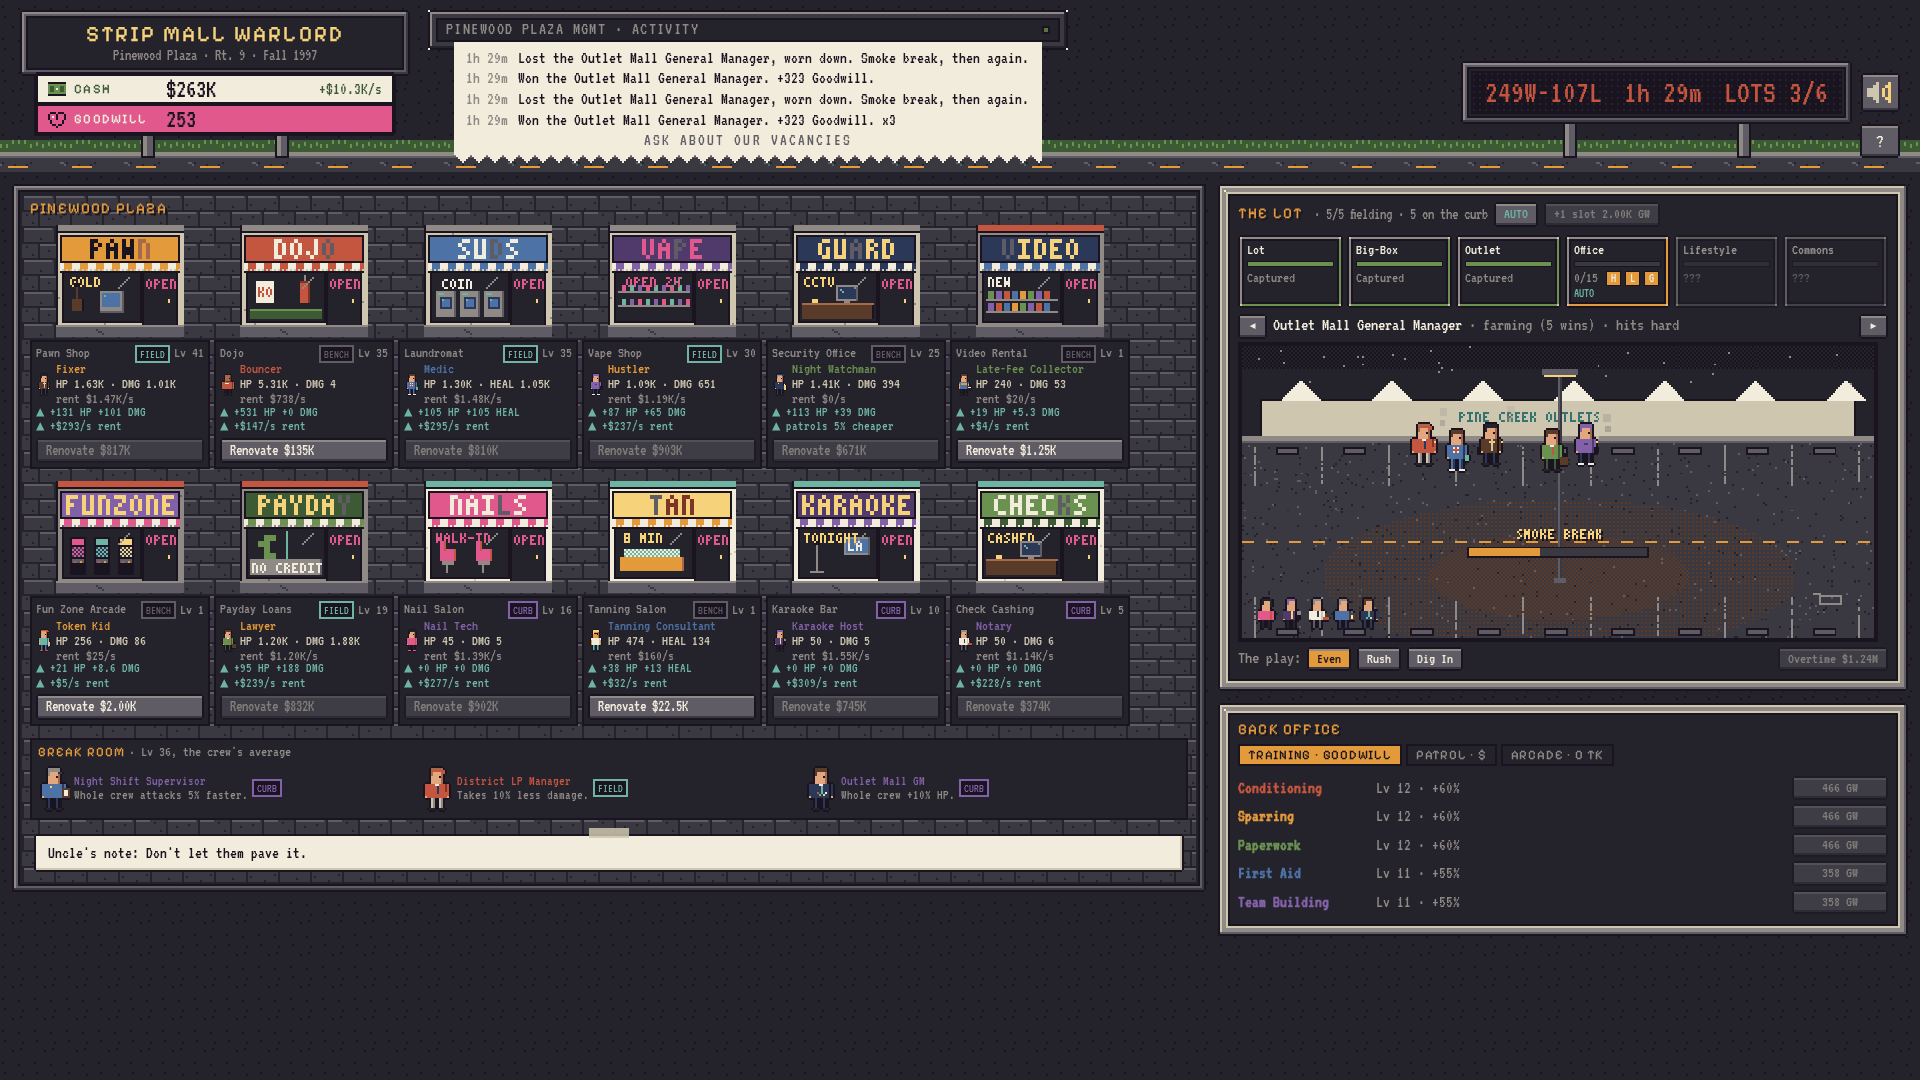 STRIP MALL WARLORD
Pinewood Plaza · Rt. 9 · Fall 1997
CASH $263K +$10.3K/s
GOODWILL 253
PINEWOOD PLAZA MGMT · ACTIVITY
1h 29m Lost the Outlet Mall General Manager, worn down. Smoke break, then again.
1h 29m Won the Outlet Mall General Manager. +323 Goodwill.
1h 29m Lost the Outlet Mall General Manager, worn down. Smoke break, then again.
1h 29m Won the Outlet Mall General Manager. +323 Goodwill. x3
ASK ABOUT OUR VACANCIES
249W-107L 1h 29m LOTS 3/6
?
PINEWOOD PLAZA
PAWN DOJO SUDS VAPE GUARD VIDEO
GOLD OPEN
KO OPEN
COIN
OPEN 24 OPEN
CCTV
NEW OPEN
Pawn Shop FIELD Lv 41
Fixer
HP 1.63K · DMG 1.01K
rent $1.47K/s
▲ +131 HP +101 DMG
▲ +$293/s rent
Renovate $817K
Dojo BENCH Lv 35
Bouncer
HP 5.31K · DMG 4
rent $738/s
▲ +531 HP +0 DMG
▲ +$147/s rent
Renovate $135K
Laundromat FIELD Lv 35
Medic
HP 1.30K · HEAL 1.05K
rent $1.48K/s
▲ +105 HP +105 HEAL
▲ +$295/s rent
Renovate $810K
Vape Shop FIELD Lv 30
Hustler
HP 1.09K · DMG 651
rent $1.19K/s
▲ +87 HP +65 DMG
▲ +$237/s rent
Renovate $903K
Security Office BENCH Lv 25
Night Watchman
HP 1.41K · DMG 394
rent $0/s
▲ +113 HP +39 DMG
▲ patrols 5% cheaper
Renovate $671K
Video Rental BENCH Lv 1
Late-Fee Collector
HP 240 · DMG 53
rent $20/s
▲ +19 HP +5.3 DMG
▲ +$4/s rent
Renovate $1.25K
FUNZONE PAYDAY NAILS TAN KARAOKE CHECKS
OPEN
NO CREDIT OPEN
WALK-IN OPEN
8 MIN OPEN
TONIGHT LA OPEN
CASHED OPEN
Fun Zone Arcade BENCH Lv 1
Token Kid
HP 256 · DMG 86
rent $25/s
▲ +21 HP +8.6 DMG
▲ +$5/s rent
Renovate $2.00K
Payday Loans FIELD Lv 19
Lawyer
HP 1.20K · DMG 1.88K
rent $1.20K/s
▲ +95 HP +188 DMG
▲ +$239/s rent
Renovate $832K
Nail Salon CURB Lv 16
Nail Tech
HP 45 · DMG 5
rent $1.39K/s
▲ +0 HP +0 DMG
▲ +$277/s rent
Renovate $902K
Tanning Salon BENCH Lv 1
Tanning Consultant
HP 474 · HEAL 134
rent $160/s
▲ +38 HP +13 HEAL
▲ +$32/s rent
Renovate $22.5K
Karaoke Bar CURB Lv 10
Karaoke Host
HP 50 · DMG 5
rent $1.55K/s
▲ +0 HP +0 DMG
▲ +$309/s rent
Renovate $745K
Check Cashing CURB Lv 5
Notary
HP 50 · DMG 6
rent $1.14K/s
▲ +0 HP +0 DMG
▲ +$228/s rent
Renovate $374K
BREAK ROOM · Lv 36, the crew's average
Night Shift Supervisor
Whole crew attacks 5% faster. CURB
District LP Manager
Takes 10% less damage. FIELD
Outlet Mall GM
Whole crew +10% HP. CURB
Uncle's note: Don't let them pave it.
THE LOT · 5/5 fielding · 5 on the curb AUTO +1 slot 2.00K GW
Lot Captured
Big-Box Captured
Outlet Captured
Office 0/15 H L G AUTO
Lifestyle ???
Commons ???
◄ Outlet Mall General Manager · farming (5 wins) · hits hard ►
PINE CREEK OUTLETS
SMOKE BREAK
The play: Even Rush Dig In Overtime $1.24M
BACK OFFICE
TRAINING · GOODWILL PATROL · $ ARCADE · 0 TK
Conditioning Lv 12 · +60% 466 GW
Sparring Lv 12 · +60% 466 GW
Paperwork Lv 12 · +60% 466 GW
First Aid Lv 11 · +55% 358 GW
Team Building Lv 11 · +55% 358 GW